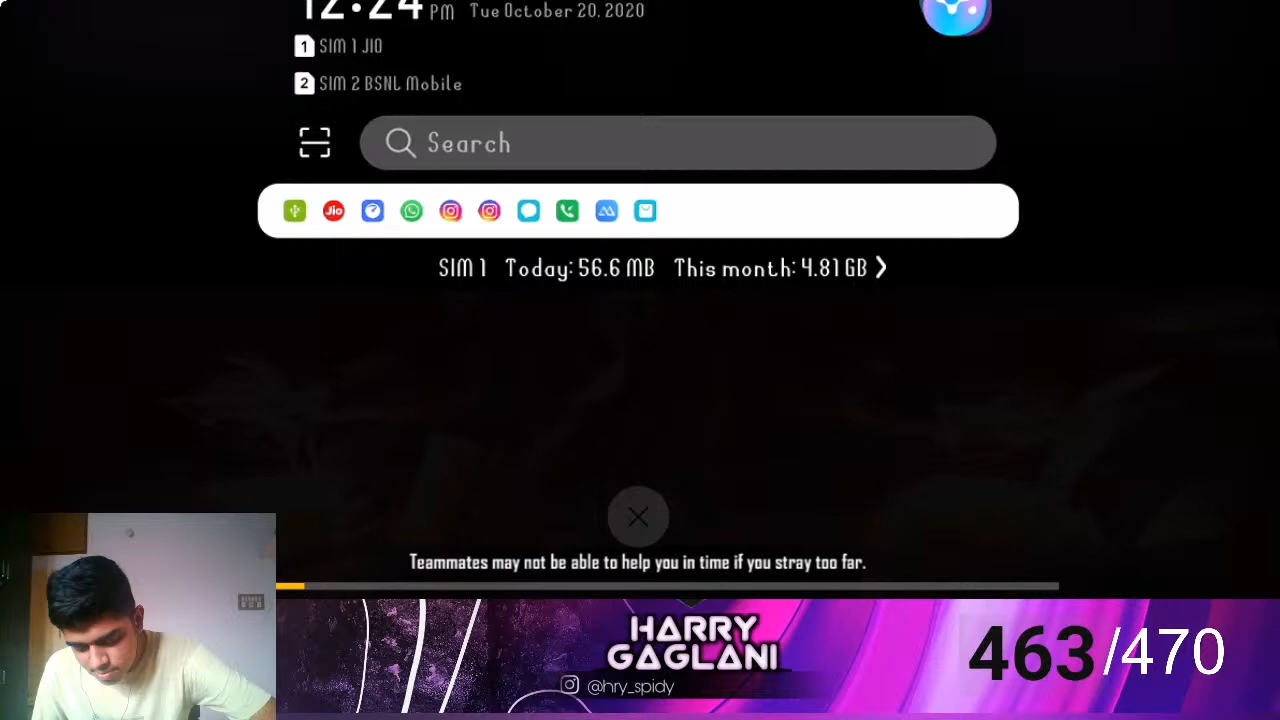 12:24 PM Tue October 20, 2020
1 SIM 1 JIO
2 SIM 2 BSNL Mobile
Search
Jio
SIM 1 Today: 56.6 MB This month: 4.81 GB
Teammates may not be able to help you in time if you stray too far.
HARRY
GAGLANI
@hry_spidy
463/470